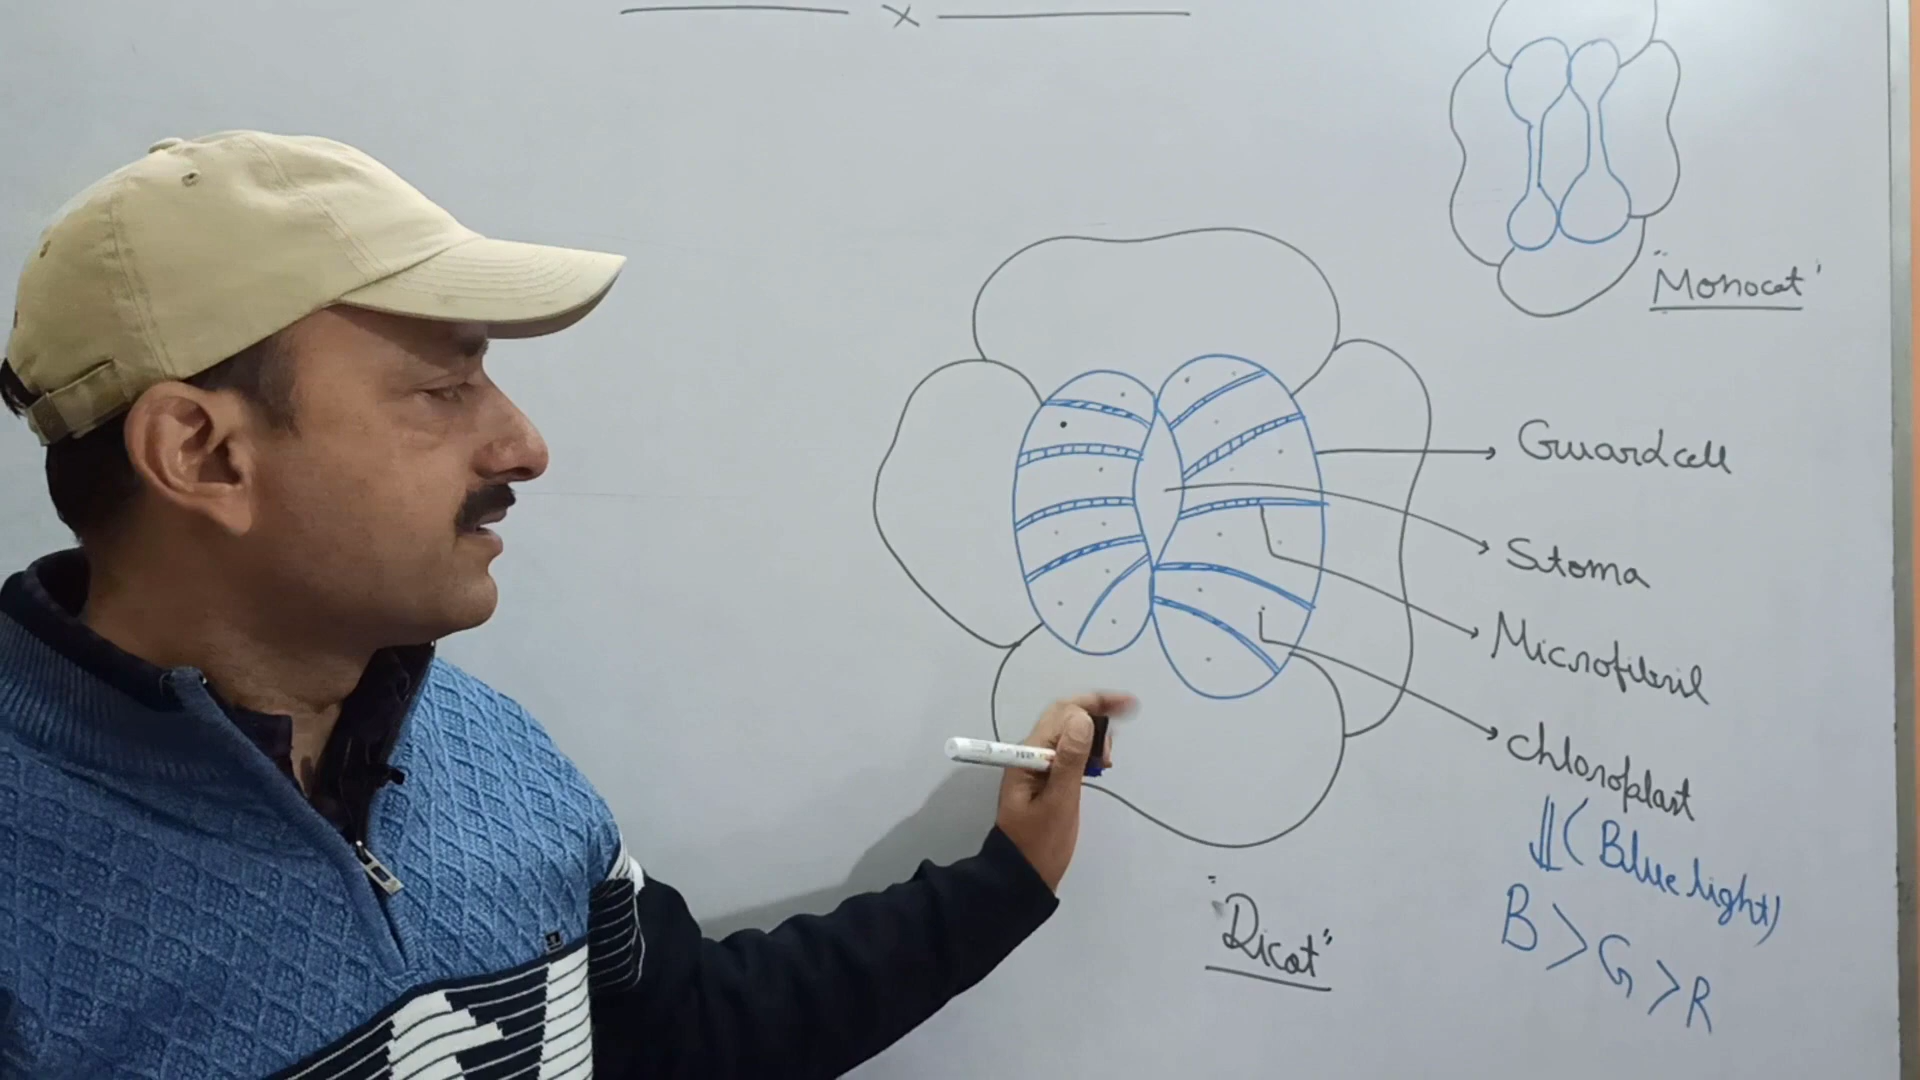 x
"Monocot"
Guardcell
Stoma
Microfibril
chloroplast
(Blue light)
B > G > R
"Dicot"